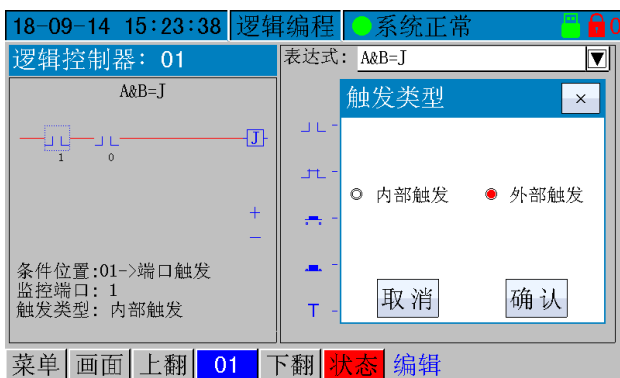 18-09-14 15:23:38 逻辑编程 系统正常 0
逻辑控制器: 01
表达式: A&B=J
A&B=J
触发类型 ×
J
1 0
内部触发 外部触发
+
-
条件位置:01->端口触发
监控端口: 1
触发类型: 内部触发
T
取消 确认
菜单 画面 上翻 01 下翻 状态 编辑